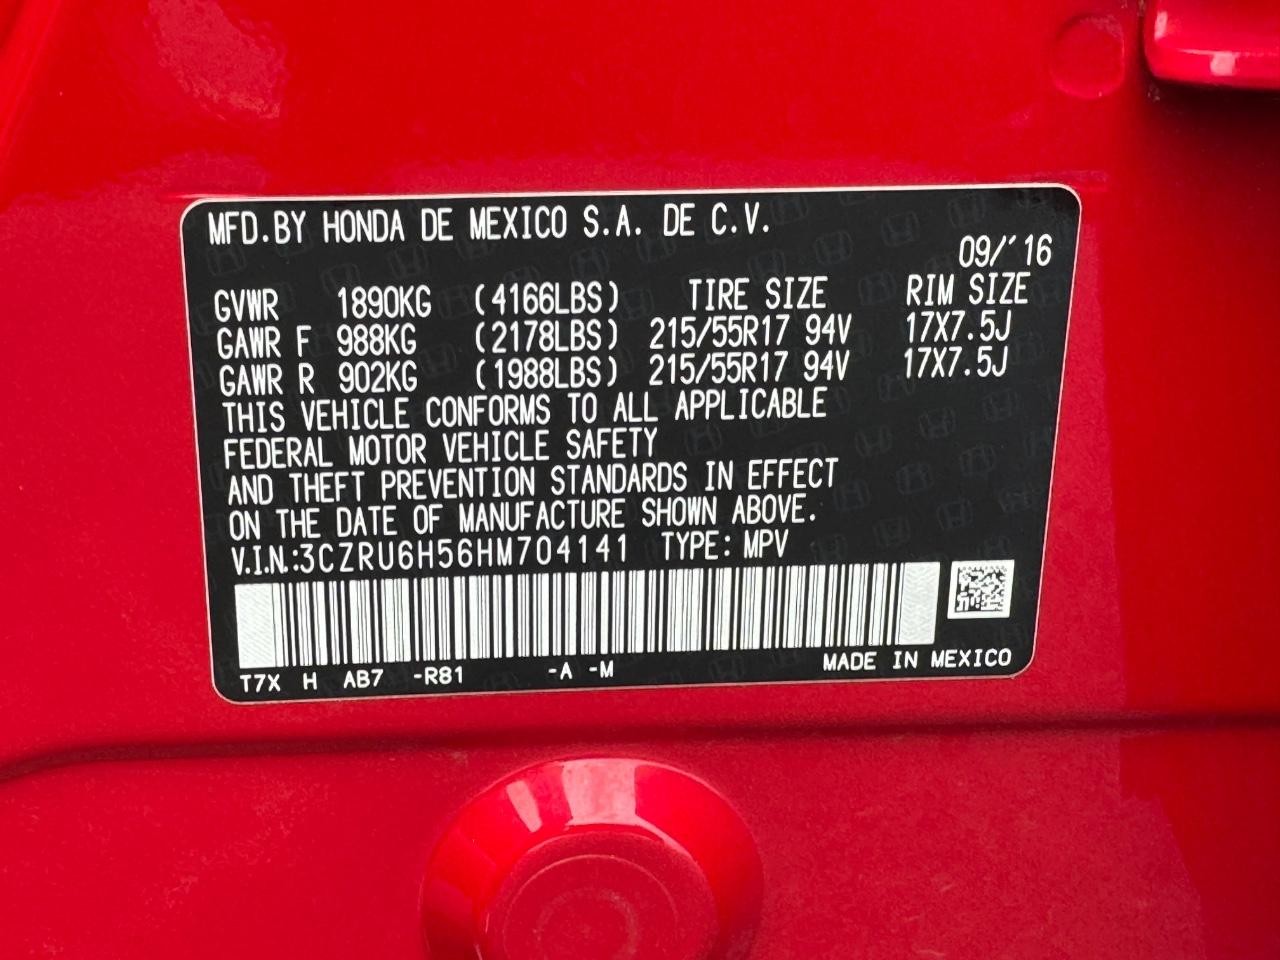 MFD.BY HONDA DE MEXICO S.A. DE C.V.
09/'16
GVWR 1890KG (4166LBS) TIRE SIZE RIM SIZE
GAWR F 988KG (2178LBS) 215/55R17 94V 17X7.5J
GAWR R 902KG (1988LBS) 215/55R17 94V 17X7.5J
THIS VEHICLE CONFORMS TO ALL APPLICABLE
FEDERAL MOTOR VEHICLE SAFETY
AND THEFT PREVENTION STANDARDS IN EFFECT
ON THE DATE OF MANUFACTURE SHOWN ABOVE.
V.I.N.:3CZRU6H56HM704141 TYPE: MPV
T7X H AB7 -R81 -A -M MADE IN MEXICO